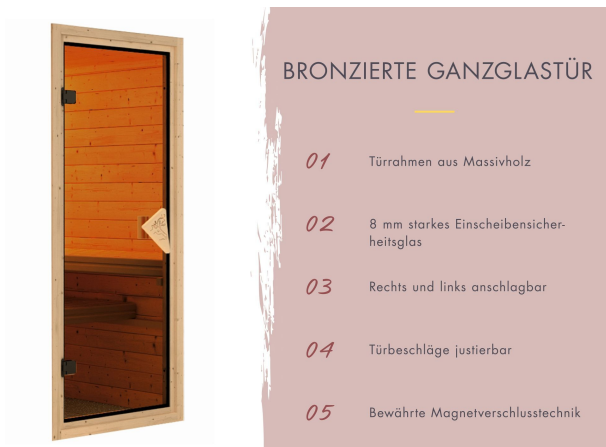 BRONZIERTE GANZGLASTÜR
01 Türrahmen aus Massivholz
02 8 mm starkes Einscheibensicher-
heitsglas
03 Rechts und links anschlagbar
04 Türbeschläge justierbar
05 Bewährte Magnetverschlusstechnik